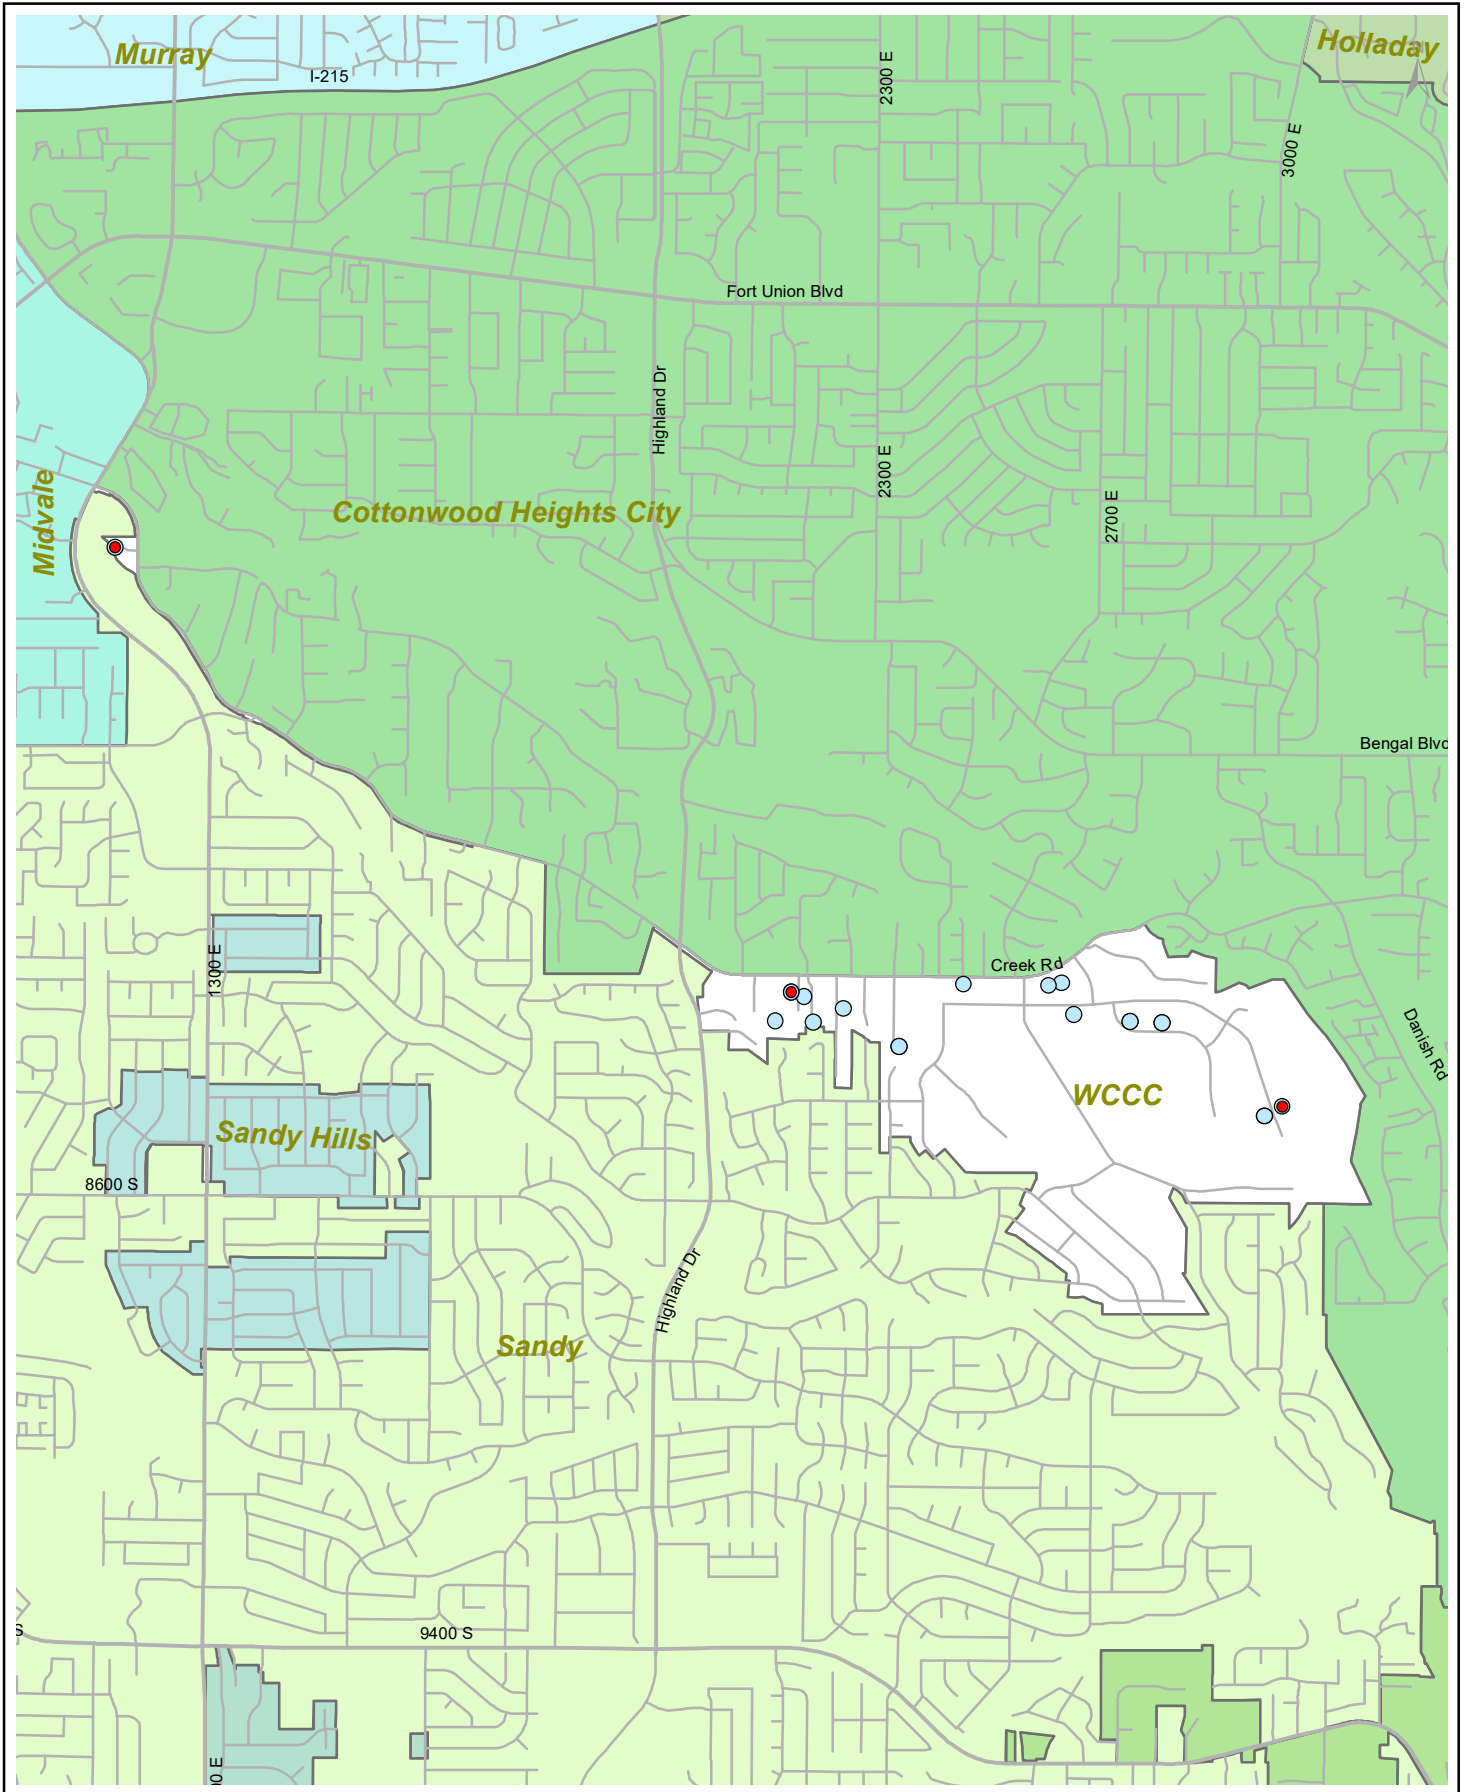 Murray
Holladay
I-215
2300 E
3000 E
Fort Union Blvd
Highland Dr
2300 E
Midvale
Cottonwood Heights City
2700 E
Bengal Blvd
1300 E
Creek Rd
Danish Rd
WCCC
Sandy Hills
8600 S
Highland Dr
Sandy
S
9400 S
00 E